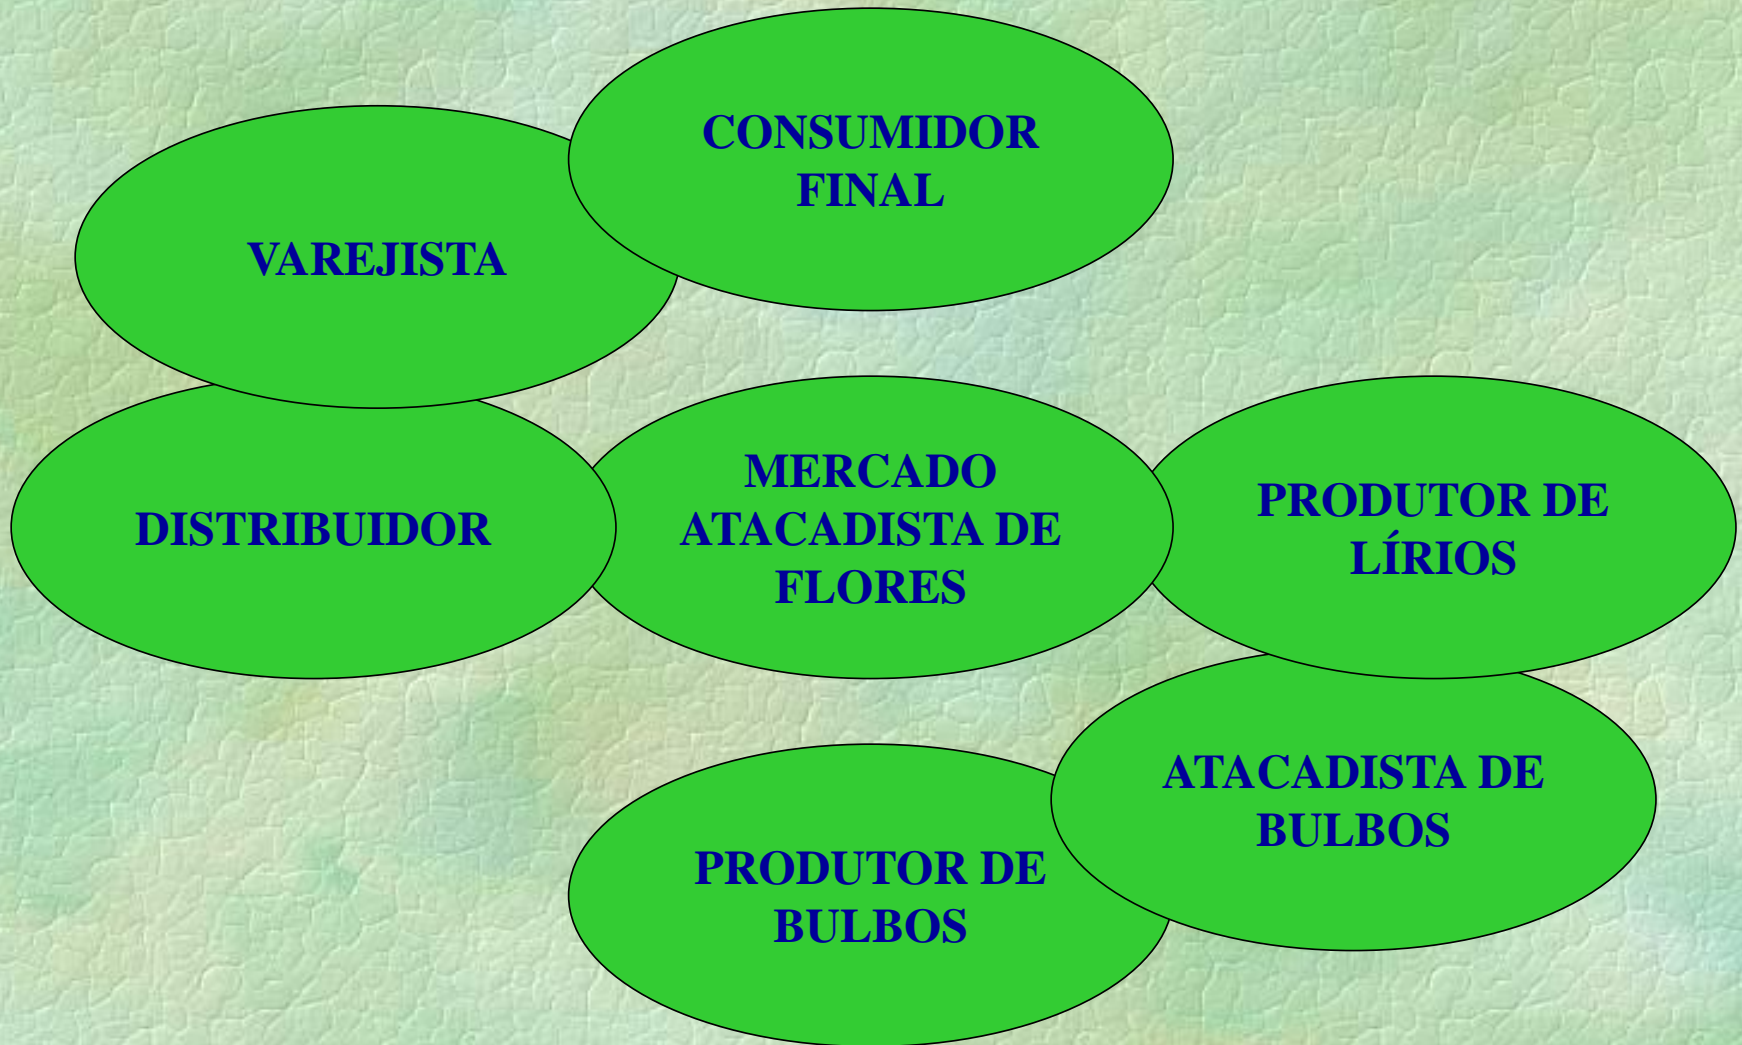 CONSUMIDOR
FINAL
VAREJISTA
DISTRIBUIDOR
MERCADO
ATACADISTA DE
FLORES
PRODUTOR DE
LÍRIOS
ATACADISTA DE
BULBOS
PRODUTOR DE
BULBOS